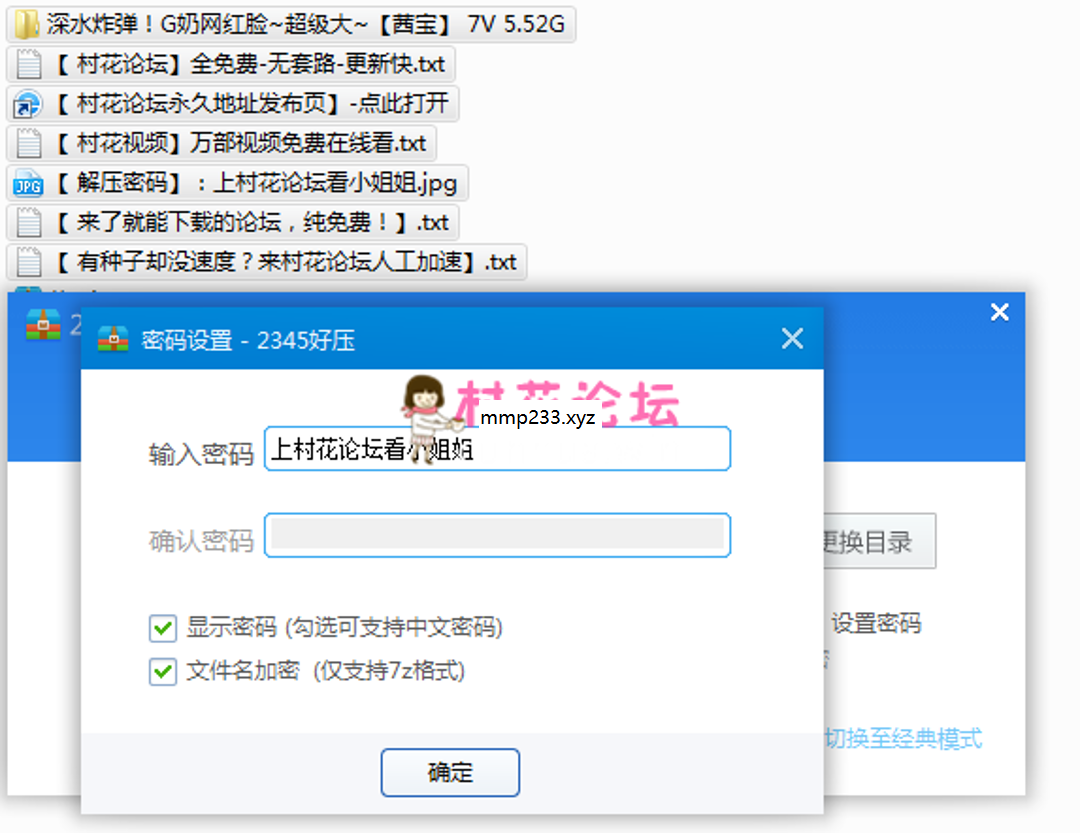 深水炸弹！G奶网红脸~超级大~【茜宝】 7V 5.52G
【 村花论坛】全免费-无套路-更新快.txt
【 村花论坛永久地址发布页】-点此打开
【 村花视频】万部视频免费在线看.txt
JPG 【 解压密码】：上村花论坛看小姐姐.jpg
【 来了就能下载的论坛，纯免费！】.txt
【 有种子却没速度？来村花论坛人工加速】.txt
2
密码设置 - 2345好压
村花论坛
mmp233.xyz
输入密码 上村花论坛看小姐姐
确认密码
更换目录
显示密码 (勾选可支持中文密码)
设置密码
文件名加密 (仅支持7z格式)
切换至经典模式
确定